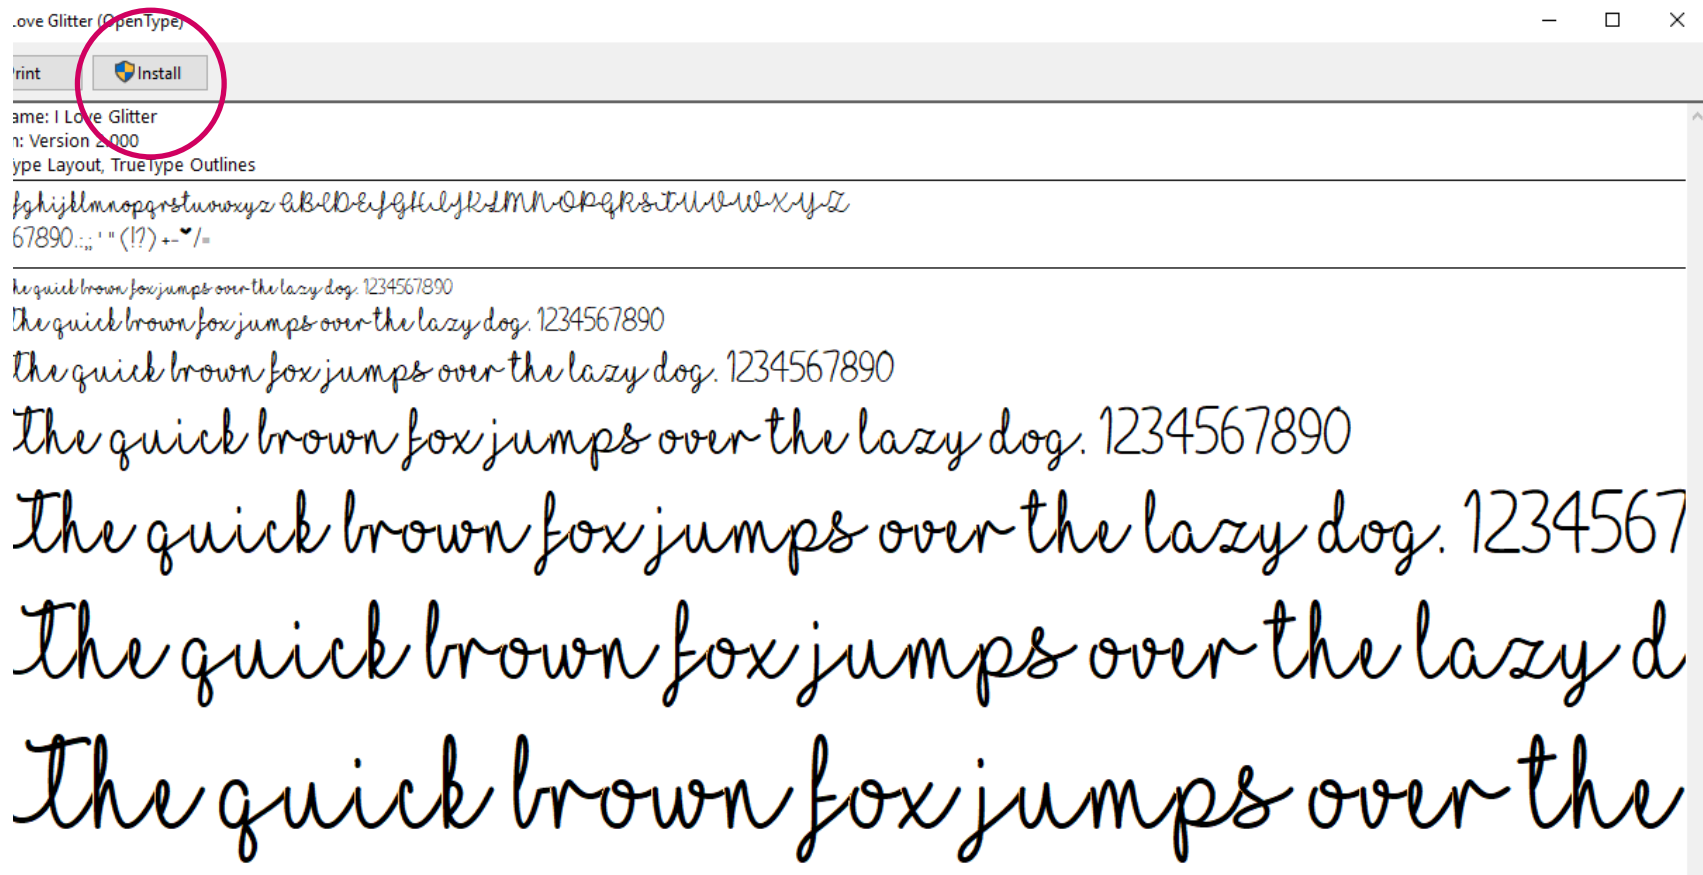 Love Glitter (OpenType)
rint Install
ame: I Love Glitter
n: Version 2.000
ype Layout, TrueType Outlines
fghijklmnopqrstuvwxyz ABCDEFGHIJKLMNOPQRSTUVWXYZ
67890.:,; ' " (!?) +-❤/=
he quick brown fox jumps over the lazy dog. 1234567890
The quick brown fox jumps over the lazy dog. 1234567890
The quick brown fox jumps over the lazy dog. 1234567890
The quick brown fox jumps over the lazy dog. 1234567890
The quick brown fox jumps over the lazy dog. 1234567
The quick brown fox jumps over the lazy d
The quick brown fox jumps over the